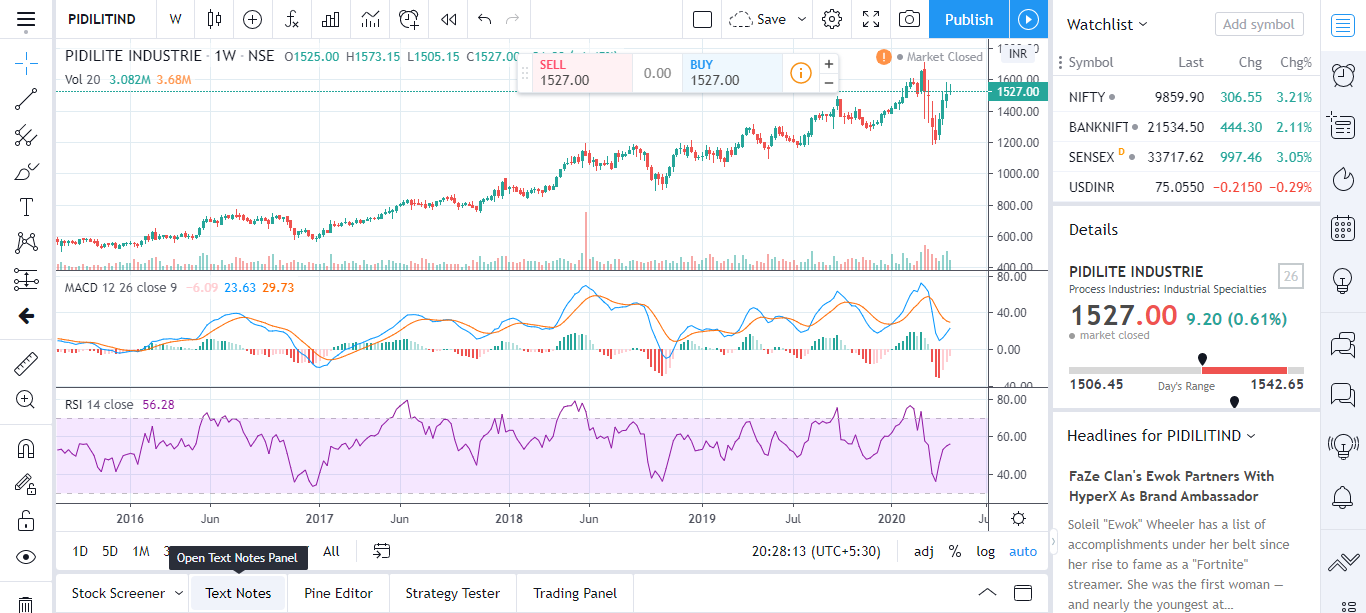 PIDILITIND
W
Save
Publish
PIDILITE INDUSTRIE · 1W · NSE O1525.00 H1573.15 L1505.15 C1527.00
Vol 20 3.082M 3.68M
SELL
1527.00
0.00
BUY
1527.00
! Market Closed
INR
1600.00
1527.00
1400.00
1200.00
1000.00
800.00
600.00
400.00
MACD 12 26 close 9 −6.09 23.63 29.73
80.00
40.00
0.00
−40.00
RSI 14 close 56.28
80.00
60.00
40.00
2016 Jun 2017 Jun 2018 Jun 2019 Jul 2020
1D 5D 1M All
20:28:13 (UTC+5:30) adj % log auto
Open Text Notes Panel
Stock Screener Text Notes Pine Editor Strategy Tester Trading Panel
Watchlist
Add symbol
Symbol Last Chg Chg%
NIFTY 9859.90 306.55 3.21%
BANKNIFT 21534.50 444.30 2.11%
SENSEX D 33717.62 997.46 3.05%
USDINR 75.0550 −0.2150 −0.29%
Details
PIDILITE INDUSTRIE
26
Process Industries: Industrial Specialties
1527.00 9.20 (0.61%)
market closed
1506.45 Day's Range 1542.65
Headlines for PIDILITIND
FaZe Clan's Ewok Partners With
HyperX As Brand Ambassador
Soleil "Ewok" Wheeler has a list of
accomplishments under her belt since
her rise to fame as a "Fortnite"
streamer. She was the first woman —
and nearly the youngest at...